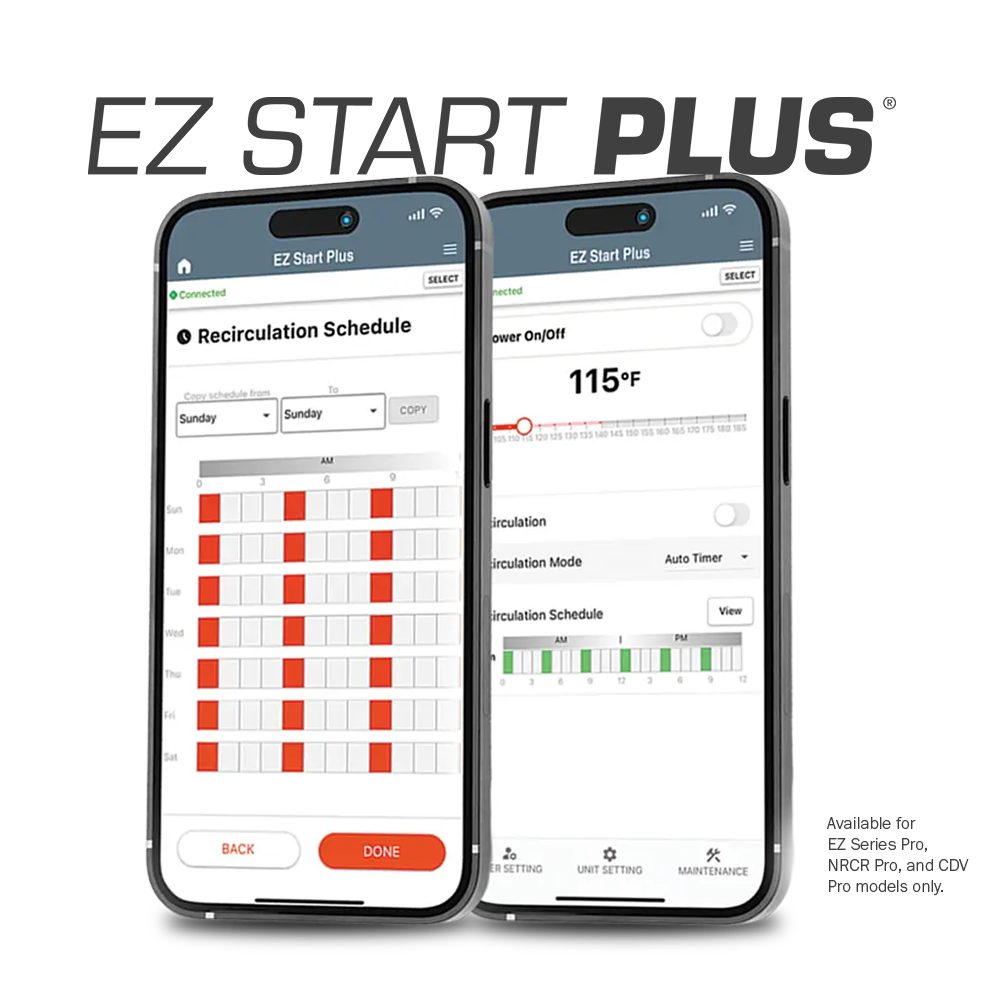 EZ START PLUS®
EZ Start Plus
SELECT
Connected
Recirculation Schedule
Copy schedule from
To
Sunday
Sunday
COPY
AM
0 3 6 9
Sun
Mon
Tue
Wed
Thu
Fri
Sat
BACK
DONE
EZ Start Plus
SELECT
nected
ower On/Off
115°F
105 110 115 120 125 130 135 140 145 150 155 160 165 170 175 180 185
irculation
irculation Mode
Auto Timer
irculation Schedule
View
AM | PM
0 3 6 9 12 3 6 9 12
ER SETTING
UNIT SETTING
MAINTENANCE
Available for
EZ Series Pro,
NRCR Pro, and CDV
Pro models only.